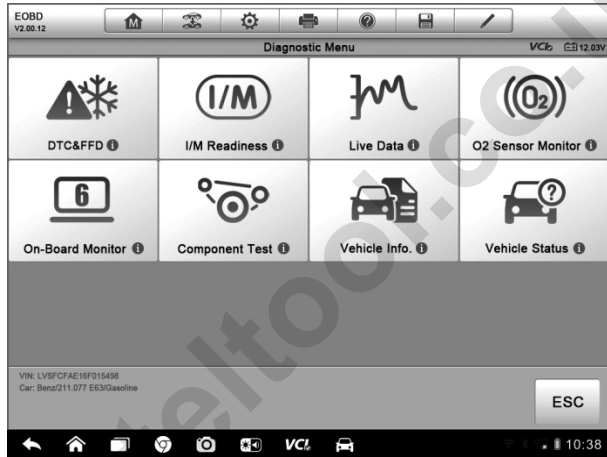 EOBD
V2.00.12
M
Diagnostic Menu
VCI
12.03V
I/M
O2
DTC&FFD
I/M Readiness
Live Data
O2 Sensor Monitor
6
On-Board Monitor
Component Test
Vehicle Info.
Vehicle Status
VIN: LVSFCFAE16F015498
Car: Benz/211.077 E63/Gasoline
ESC
VCI
10:38